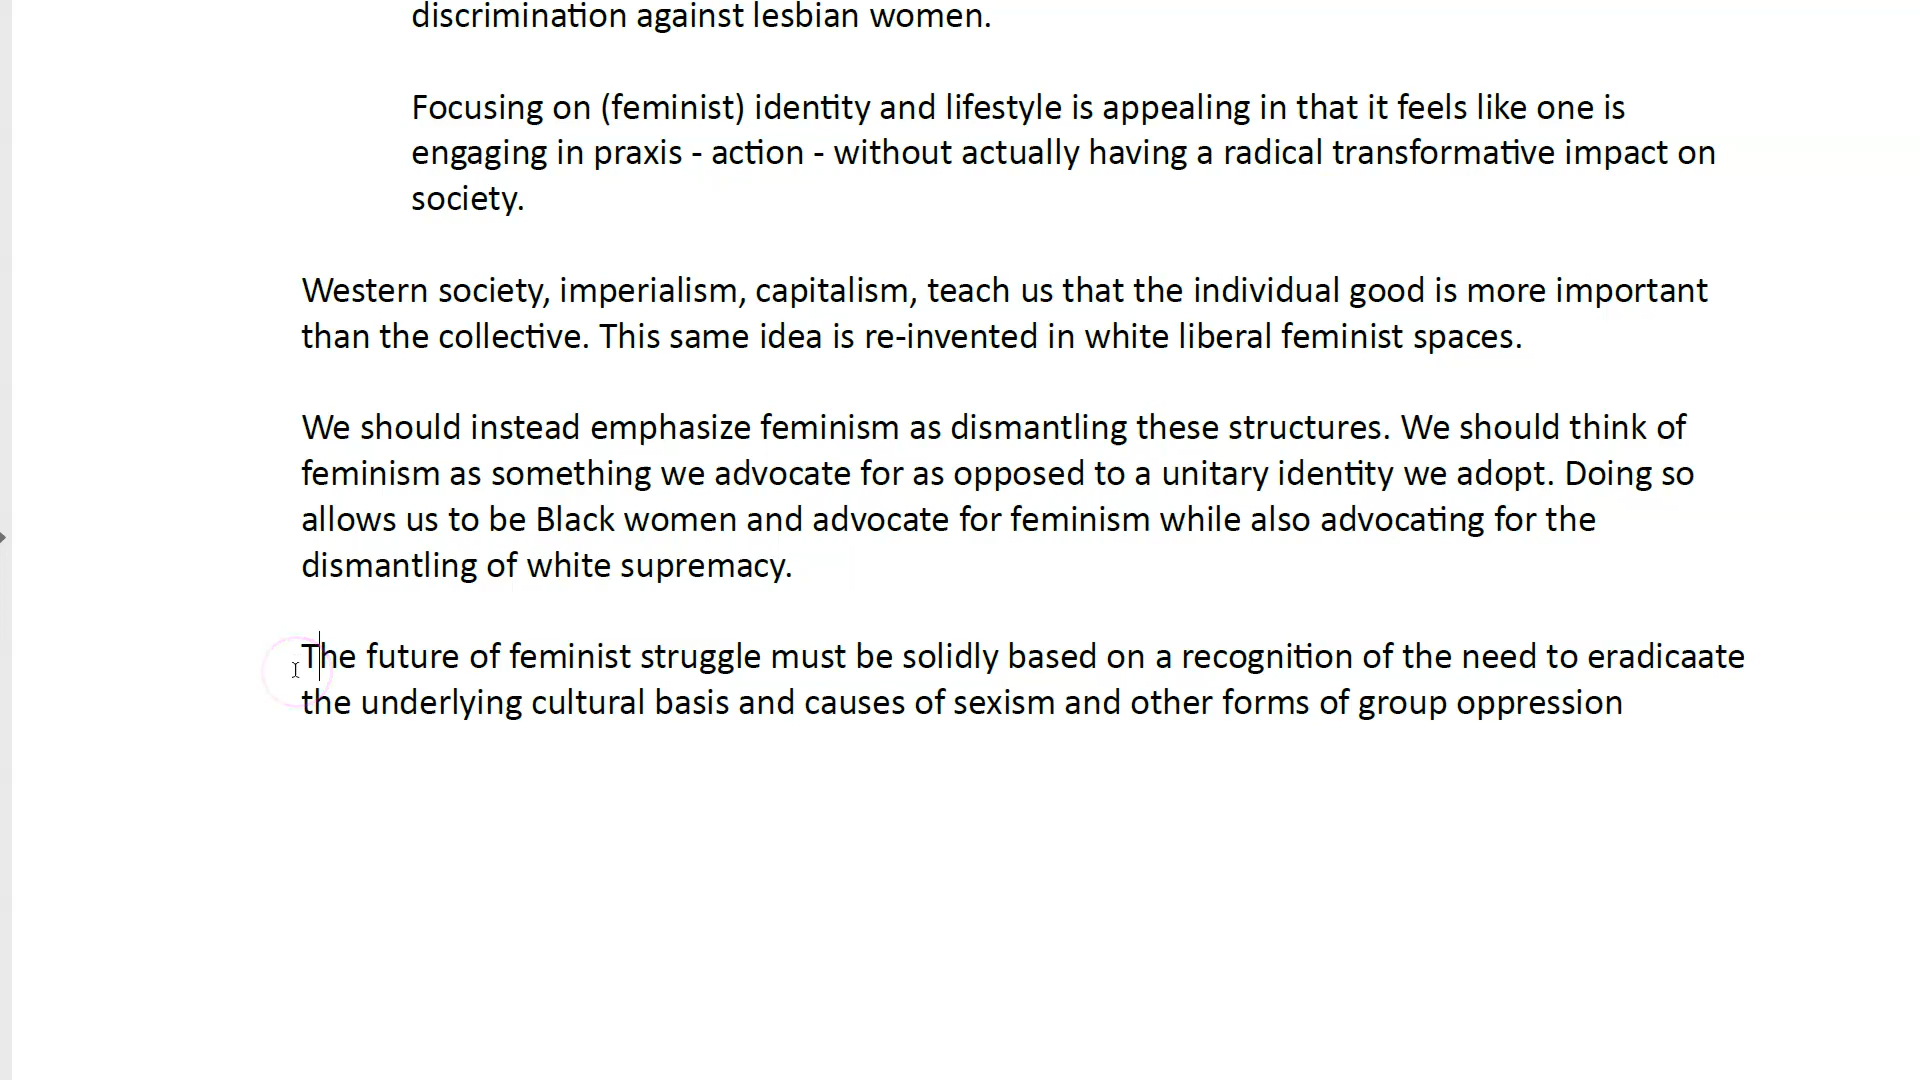 discrimination against lesbian women.
Focusing on (feminist) identity and lifestyle is appealing in that it feels like one is
engaging in praxis - action - without actually having a radical transformative impact on
society.
Western society, imperialism, capitalism, teach us that the individual good is more important
than the collective. This same idea is re-invented in white liberal feminist spaces.
We should instead emphasize feminism as dismantling these structures. We should think of
feminism as something we advocate for as opposed to a unitary identity we adopt. Doing so
allows us to be Black women and advocate for feminism while also advocating for the
dismantling of white supremacy.
The future of feminist struggle must be solidly based on a recognition of the need to eradicaate
the underlying cultural basis and causes of sexism and other forms of group oppression